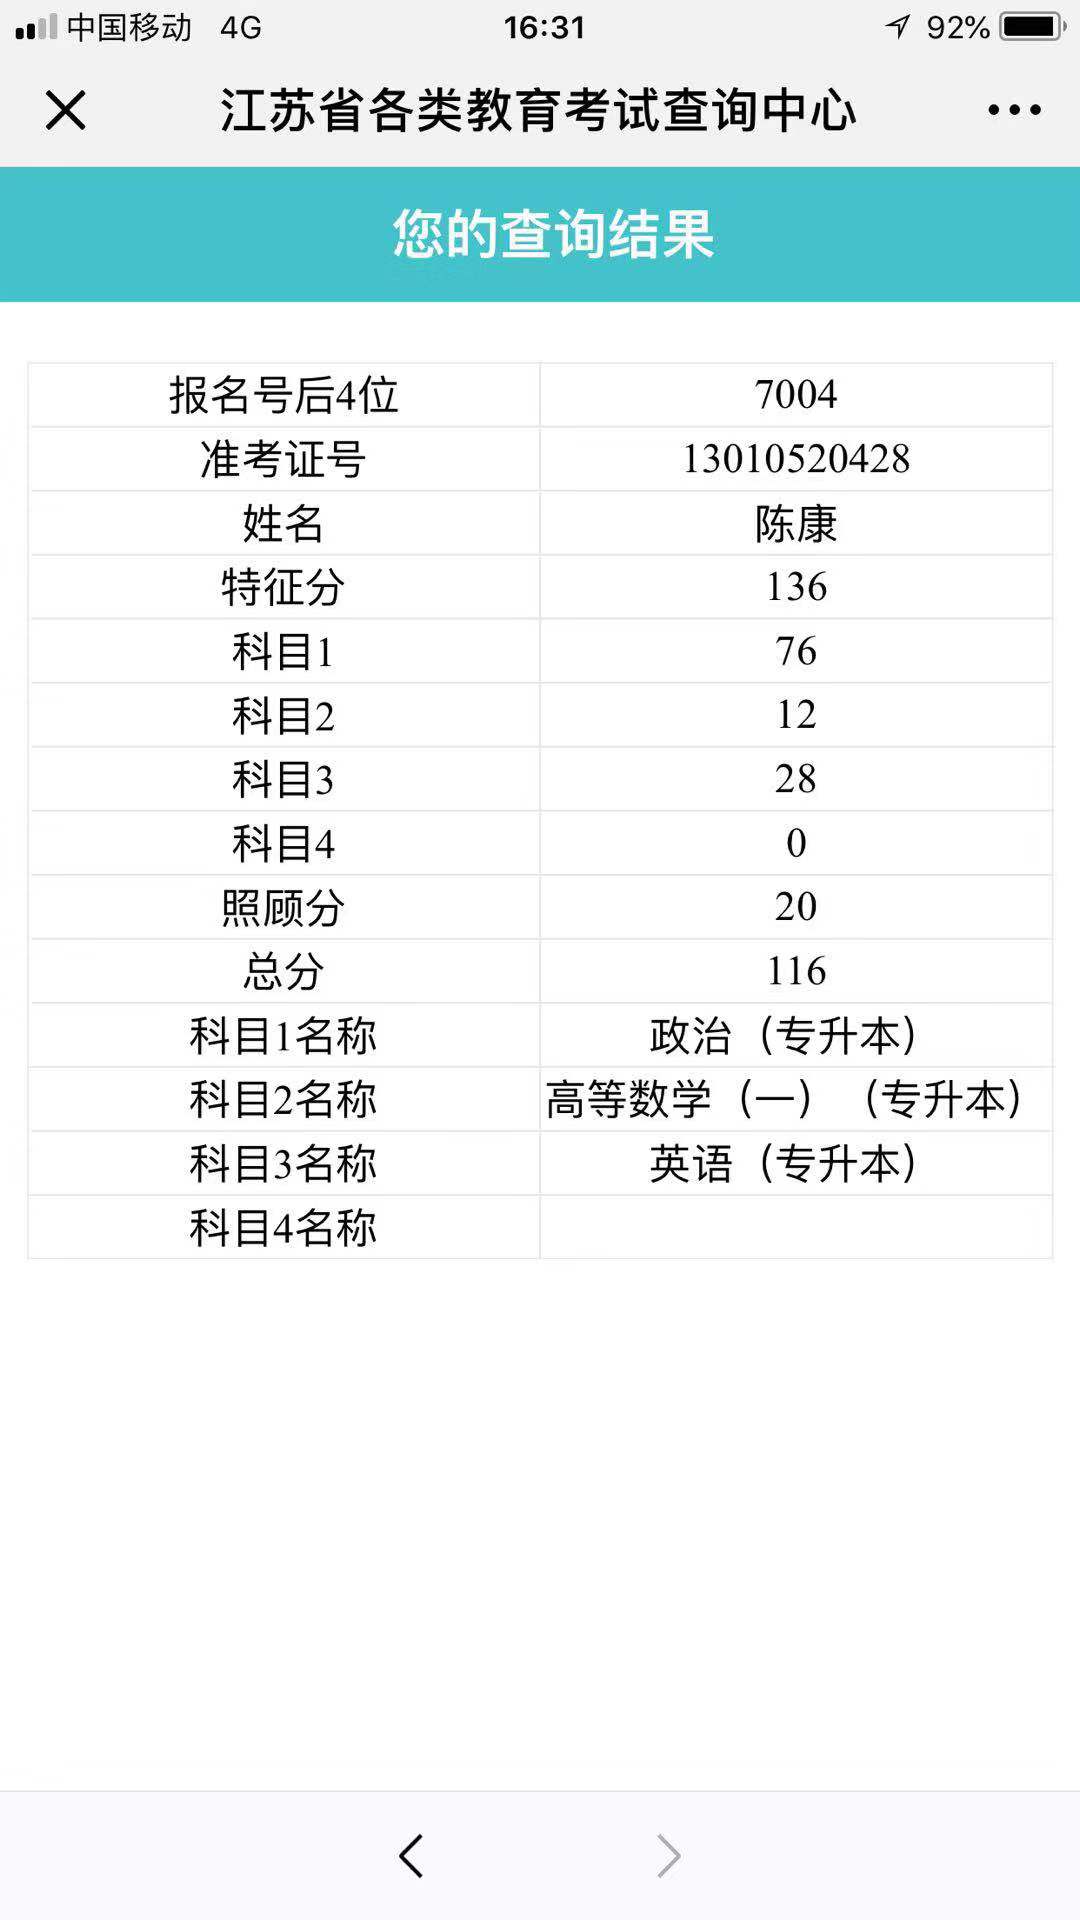 中国移动 4G 16:31 92%
江苏省各类教育考试查询中心
您的查询结果
报名号后4位 7004
准考证号 13010520428
姓名 陈康
特征分 136
科目1 76
科目2 12
科目3 28
科目4 0
照顾分 20
总分 116
科目1名称 政治（专升本）
科目2名称 高等数学（一）（专升本）
科目3名称 英语（专升本）
科目4名称